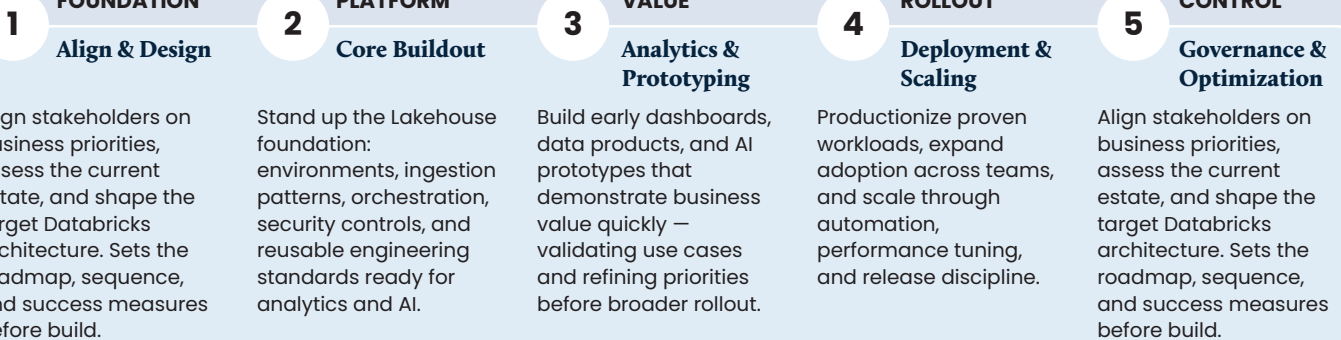 FOUNDATION
1
Align & Design
gn stakeholders on
siness priorities,
sess the current
tate, and shape the
rget Databricks
chitecture. Sets the
admap, sequence,
nd success measures
efore build.
PLATFORM
2
Core Buildout
Stand up the Lakehouse
foundation:
environments, ingestion
patterns, orchestration,
security controls, and
reusable engineering
standards ready for
analytics and AI.
VALUE
3
Analytics &
Prototyping
Build early dashboards,
data products, and AI
prototypes that
demonstrate business
value quickly —
validating use cases
and refining priorities
before broader rollout.
ROLLOUT
4
Deployment &
Scaling
Productionize proven
workloads, expand
adoption across teams,
and scale through
automation,
performance tuning,
and release discipline.
CONTROL
5
Governance &
Optimization
Align stakeholders on
business priorities,
assess the current
estate, and shape the
target Databricks
architecture. Sets the
roadmap, sequence,
and success measures
before build.